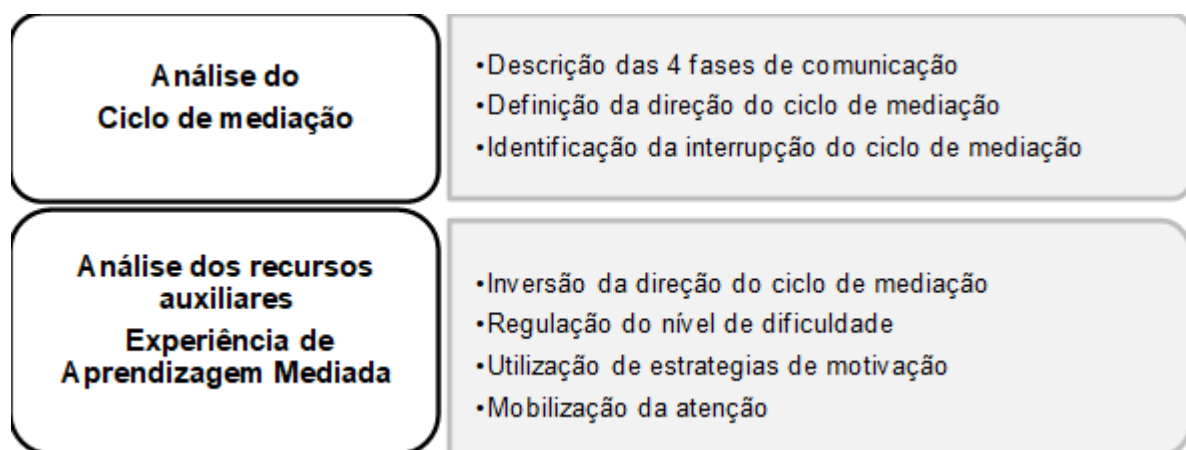 Análise do
Ciclo de mediação
•Descrição das 4 fases de comunicação
•Definição da direção do ciclo de mediação
•Identificação da interrupção do ciclo de mediação
Análise dos recursos
auxiliares
Experiência de
Aprendizagem Mediada
•Inversão da direção do ciclo de mediação
•Regulação do nível de dificuldade
•Utilização de estrategias de motivação
•Mobilização da atenção